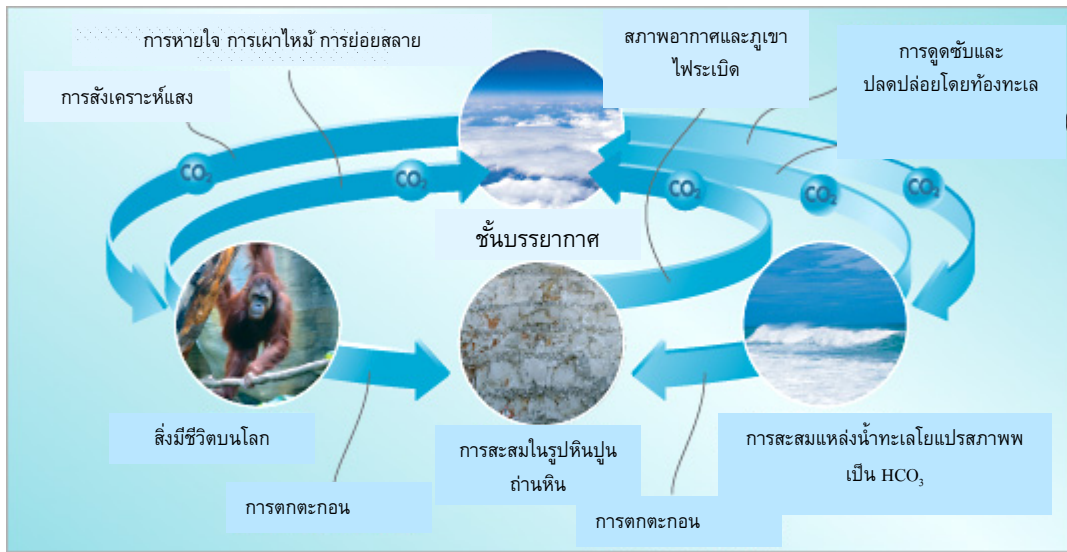 การหายใจ การเผาไหม้ การย่อยสลาย
สภาพอากาศและภูเขา
ไฟระเบิด
การดูดซับและ
ปลดปล่อยโดยท้องทะเล
การสังเคราะห์แสง
CO₂
CO₂
CO₂
CO₂
CO₂
ชั้นบรรยากาศ
สิ่งมีชีวิตบนโลก
การสะสมในรูปหินปูน
ถ่านหิน
การสะสมแหล่งน้ำทะเลโยแปรสภาพพ
เป็น HCO₃
การตกตะกอน
การตกตะกอน